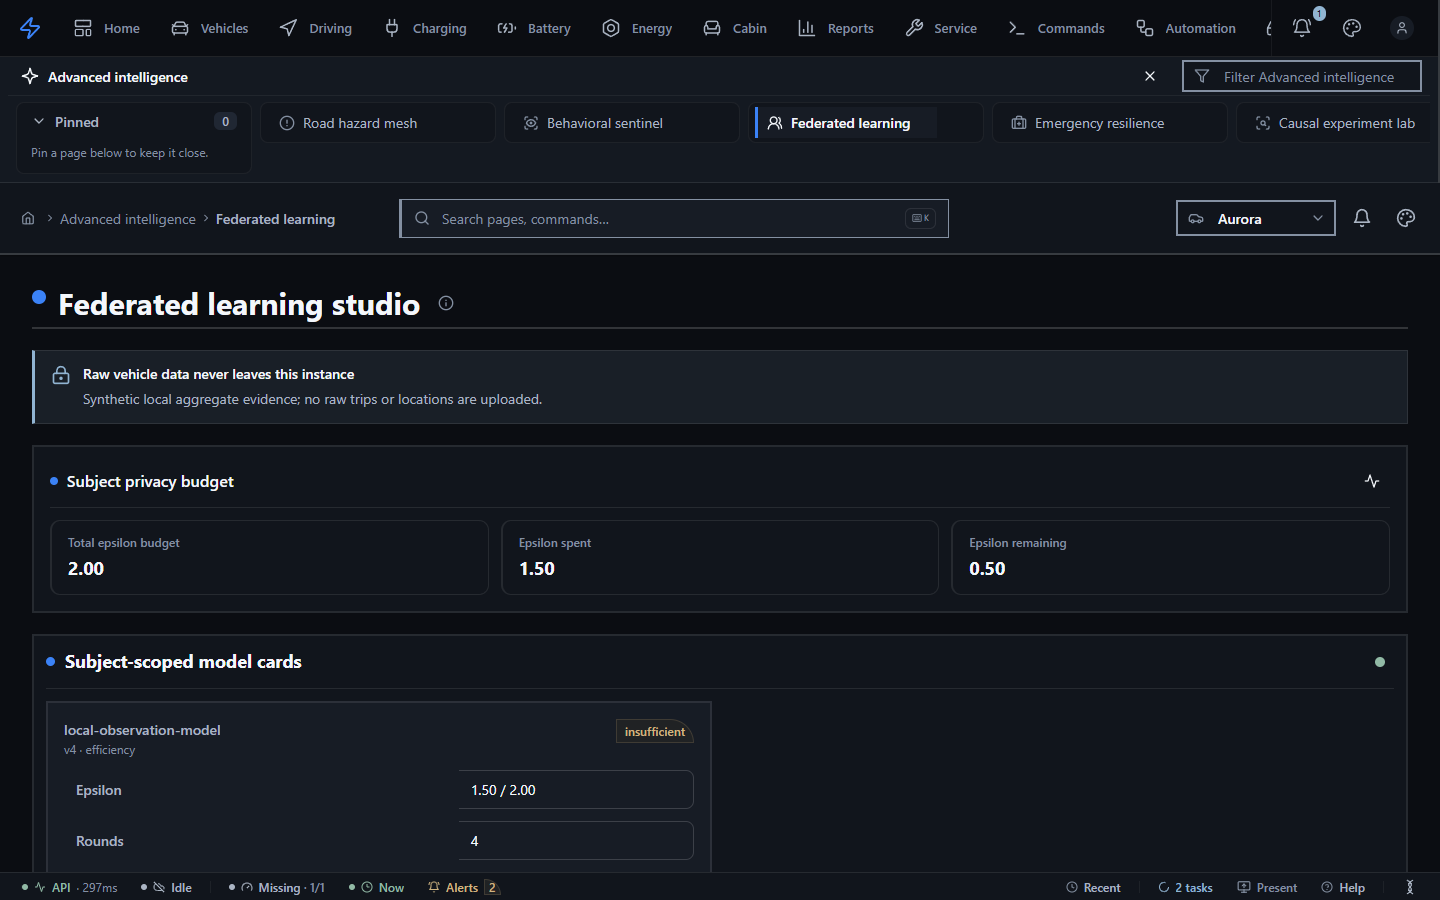 Home Vehicles Driving Charging Battery Energy Cabin Reports Service Commands Automation 1
Advanced intelligence
Filter Advanced intelligence
Pinned 0
Pin a page below to keep it close.
Road hazard mesh
Behavioral sentinel
Federated learning
Emergency resilience
Causal experiment lab
Advanced intelligence > Federated learning
Search pages, commands...
K
Aurora
Federated learning studio
Raw vehicle data never leaves this instance
Synthetic local aggregate evidence; no raw trips or locations are uploaded.
Subject privacy budget
Total epsilon budget
2.00
Epsilon spent
1.50
Epsilon remaining
0.50
Subject-scoped model cards
local-observation-model
insufficient
v4 · efficiency
Epsilon 1.50 / 2.00
Rounds 4
API · 297ms Idle Missing · 1/1 Now Alerts 2 Recent 2 tasks Present Help